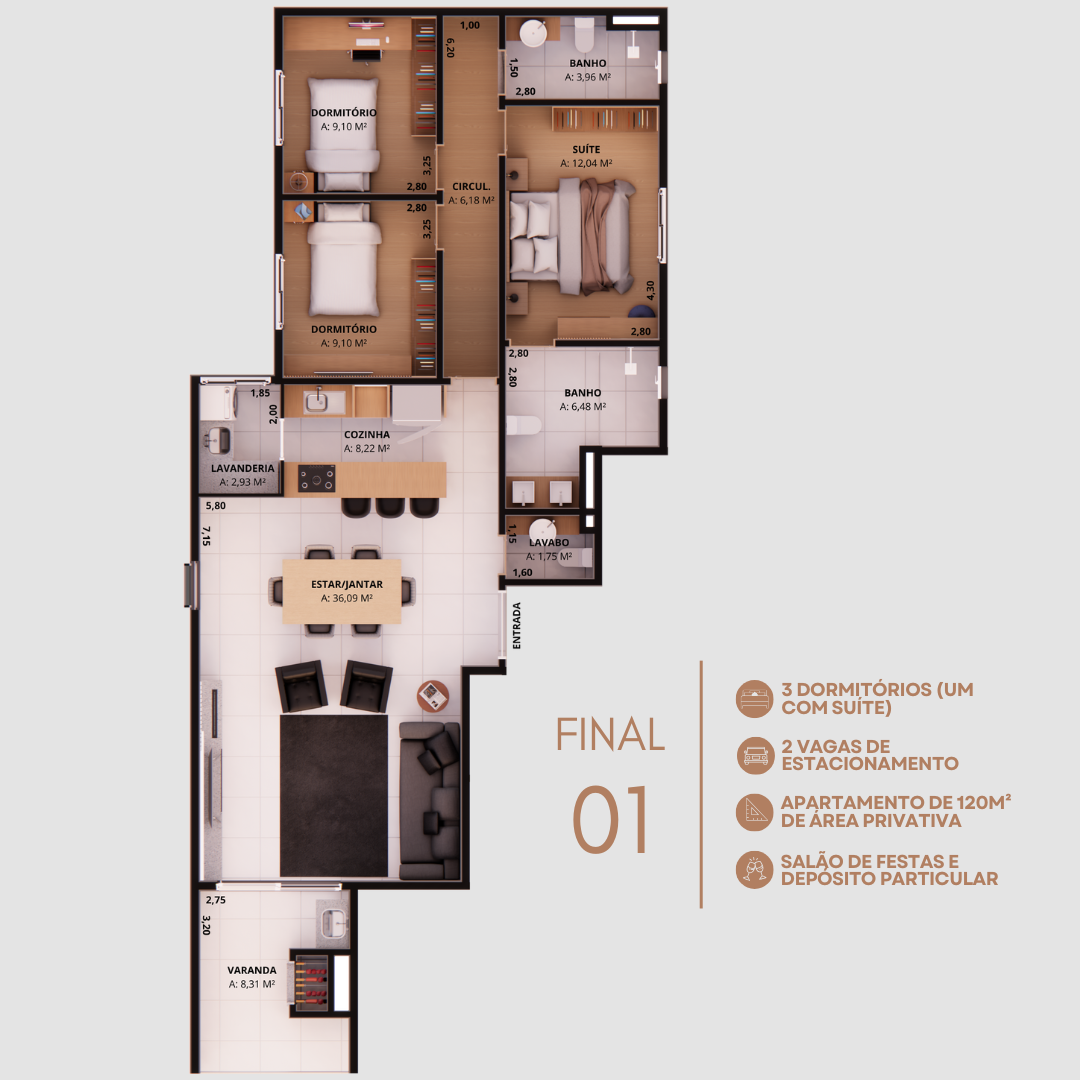 1,00
6,20
BANHO
A: 3,96 M²
1,50
2,80
DORMITÓRIO
A: 9,10 M²
3,25
2,80
SUÍTE
A: 12,04 M²
CIRCUL.
A: 6,18 M²
2,80
3,25
4,30
2,80
DORMITÓRIO
A: 9,10 M²
2,80
2,80
BANHO
A: 6,48 M²
1,85
2,00
COZINHA
A: 8,22 M²
LAVANDERIA
A: 2,93 M²
5,80
7,15
1,15
LAVABO
A: 1,75 M²
1,60
ESTAR/JANTAR
A: 36,09 M²
ENTRADA
FINAL
01
3 DORMITÓRIOS (UM
COM SUÍTE)
2 VAGAS DE
ESTACIONAMENTO
APARTAMENTO DE 120M²
DE ÁREA PRIVATIVA
SALÃO DE FESTAS E
DEPÓSITO PARTICULAR
2,75
3,20
VARANDA
A: 8,31 M²